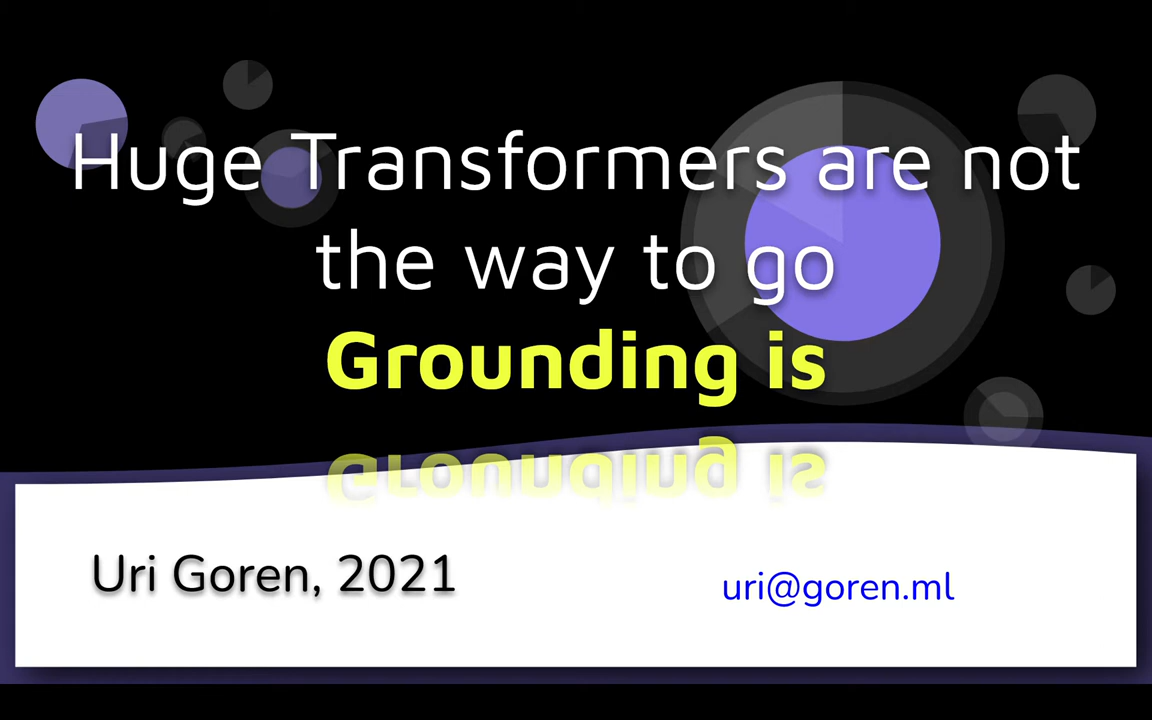 Huge Transformers are not
the way to go
Grounding is
Uri Goren, 2021
uri@goren.ml